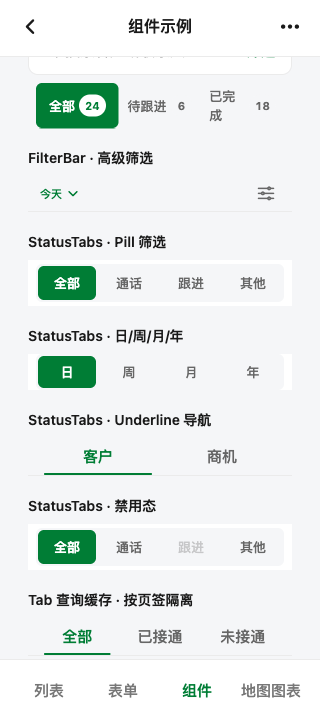 组件示例
全部 24 待跟进 6 已完成 18
FilterBar · 高级筛选
今天
StatusTabs · Pill 筛选
全部 通话 跟进 其他
StatusTabs · 日/周/月/年
日 周 月 年
StatusTabs · Underline 导航
客户 商机
StatusTabs · 禁用态
全部 通话 跟进 其他
Tab 查询缓存 · 按页签隔离
全部 已接通 未接通
列表 表单 组件 地图图表